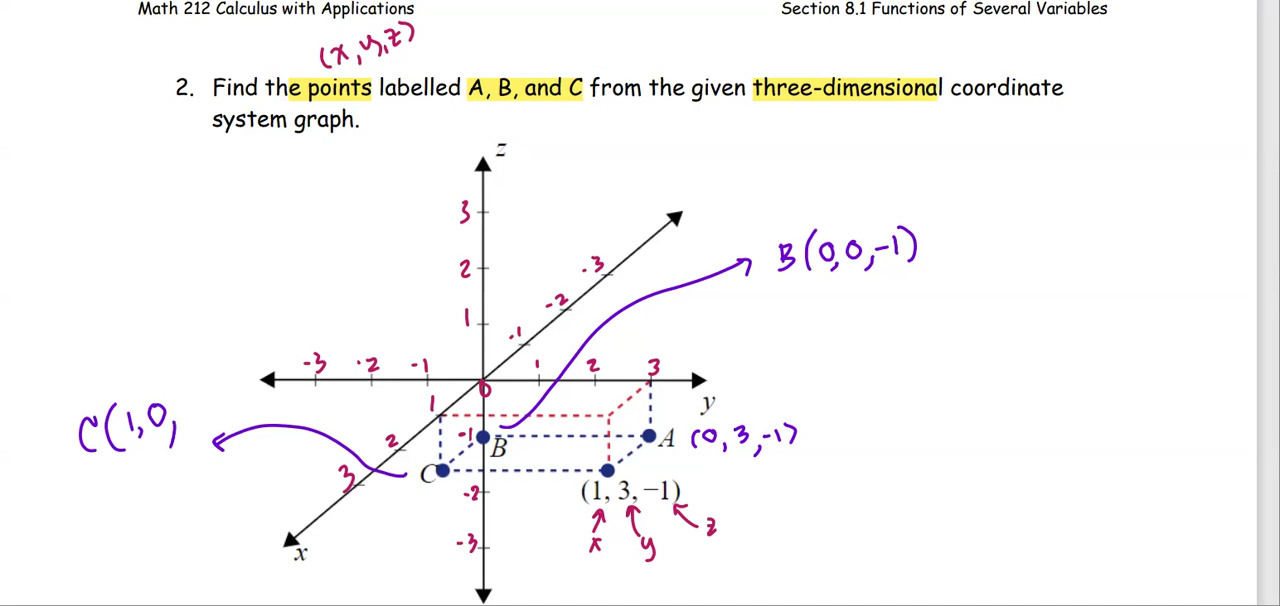 Math 212 Calculus with Applications
Section 8.1 Functions of Several Variables
(x, y, z)
2. Find the points labelled A, B, and C from the given three-dimensional coordinate
system graph.
z
3
2
1
-3
-2
-1
B(0,0,-1)
-3 -2 -1 0 1 2 3
y
C(1,0,
1
2
3
-1
B
A (0, 3, -1)
C
-2
(1, 3, −1)
x
y
z
-3
x